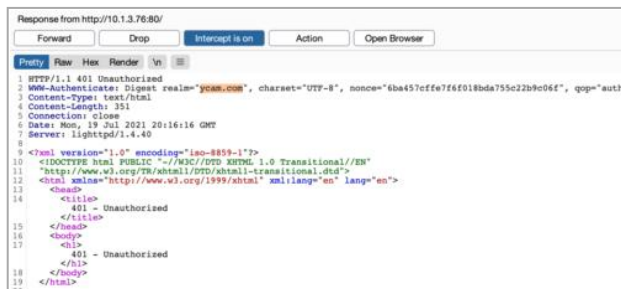 Response from http://10.1.3.76:80/
Forward Drop Intercept is on Action Open Browser
Pretty Raw Hex Render \n ≡
1 HTTP/1.1 401 Unauthorized
2 WWW-Authenticate: Digest realm="ycam.com", charset="UTF-8", nonce="6ba457cffe7f6f018bda755c22b9c06f", qop="auth
3 Content-Type: text/html
4 Content-Length: 351
5 Connection: close
6 Date: Mon, 19 Jul 2021 20:16:16 GMT
7 Server: lighttpd/1.4.40
8
9 <?xml version="1.0" encoding="iso-8859-1"?>
10 <!DOCTYPE html PUBLIC "-//W3C//DTD XHTML 1.0 Transitional//EN"
11 "http://www.w3.org/TR/xhtml1/DTD/xhtml1-transitional.dtd">
12 <html xmlns="http://www.w3.org/1999/xhtml" xml:lang="en" lang="en">
13 <head>
14 <title>
401 - Unauthorized
</title>
15 </head>
16 <body>
17 <h1>
401 - Unauthorized
</h1>
18 </body>
19 </html>